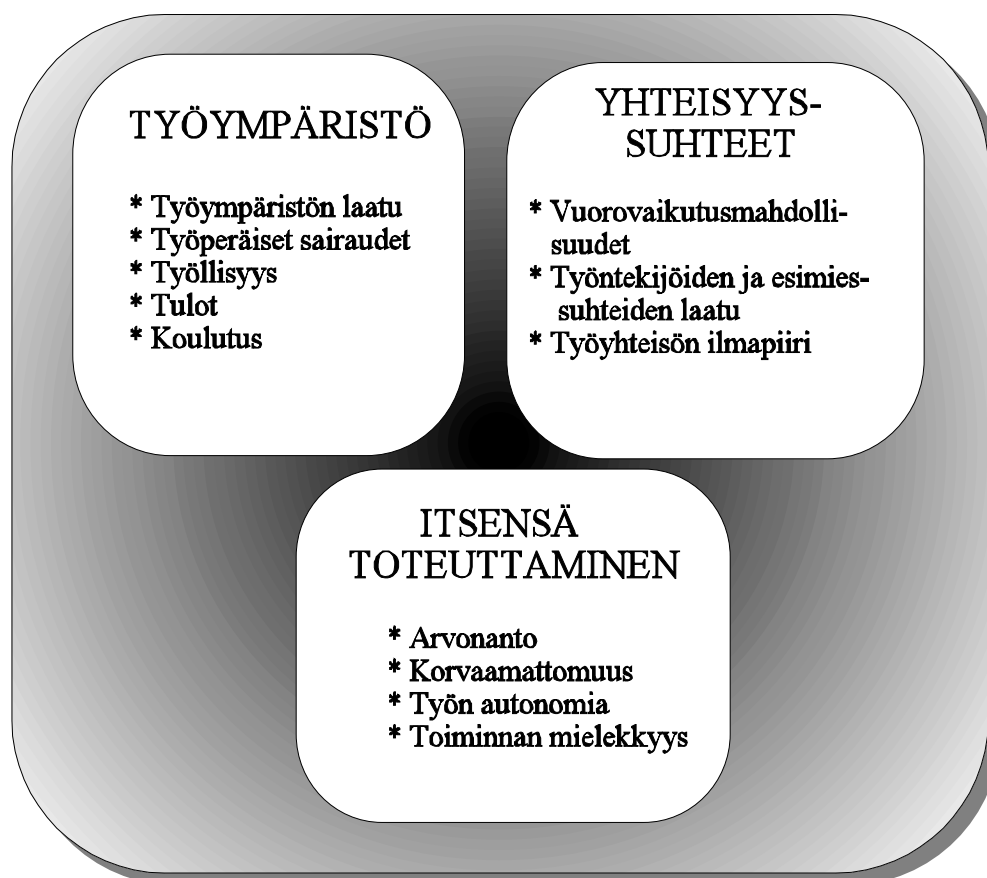 TYÖYMPÄRISTÖ
* Työympäristön laatu
* Työperäiset sairaudet
* Työllisyys
* Tulot
* Koulutus
YHTEISYYS-
SUHTEET
* Vuorovaikutusmahdolli-
suudet
* Työntekijöiden ja esimies-
suhteiden laatu
* Työyhteisön ilmapiiri
ITSENSÄ
TOTEUTTAMINEN
* Arvonanto
* Korvaamattomuus
* Työn autonomia
* Toiminnan mielekkyys